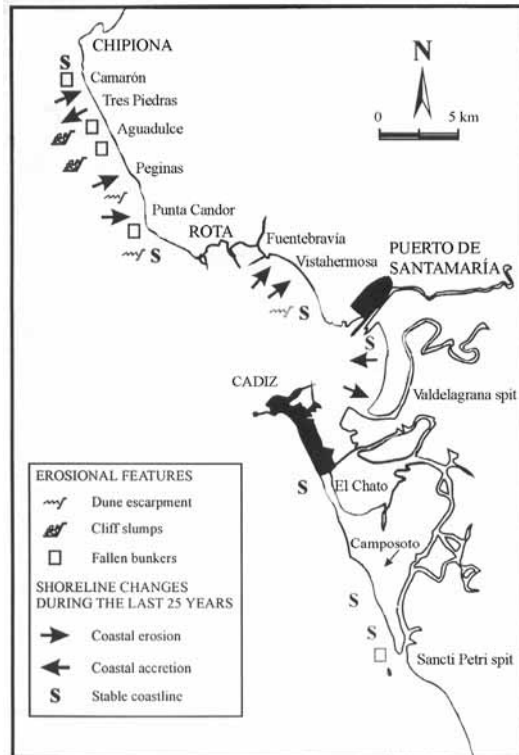 CHIPIONA
N
S
Camarón
Tres Piedras
0 5 km
Aguadulce
Peginas
Punta Candor
ROTA
S
Fuentebravía
Vistahermosa
PUERTO DE
SANTAMARÍA
S
S
CADIZ
Valdelagrana spit
S
El Chato
Camposoto
S
S
Sancti Petri spit
EROSIONAL FEATURES
Dune escarpment
Cliff slumps
Fallen bunkers
SHORELINE CHANGES
DURING THE LAST 25 YEARS
Coastal erosion
Coastal accretion
S Stable coastline